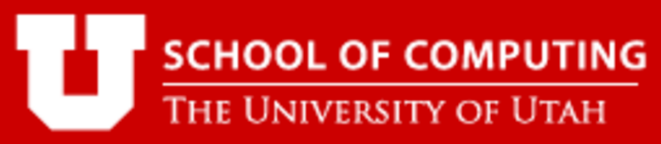 U
SCHOOL OF COMPUTING
THE UNIVERSITY OF UTAH